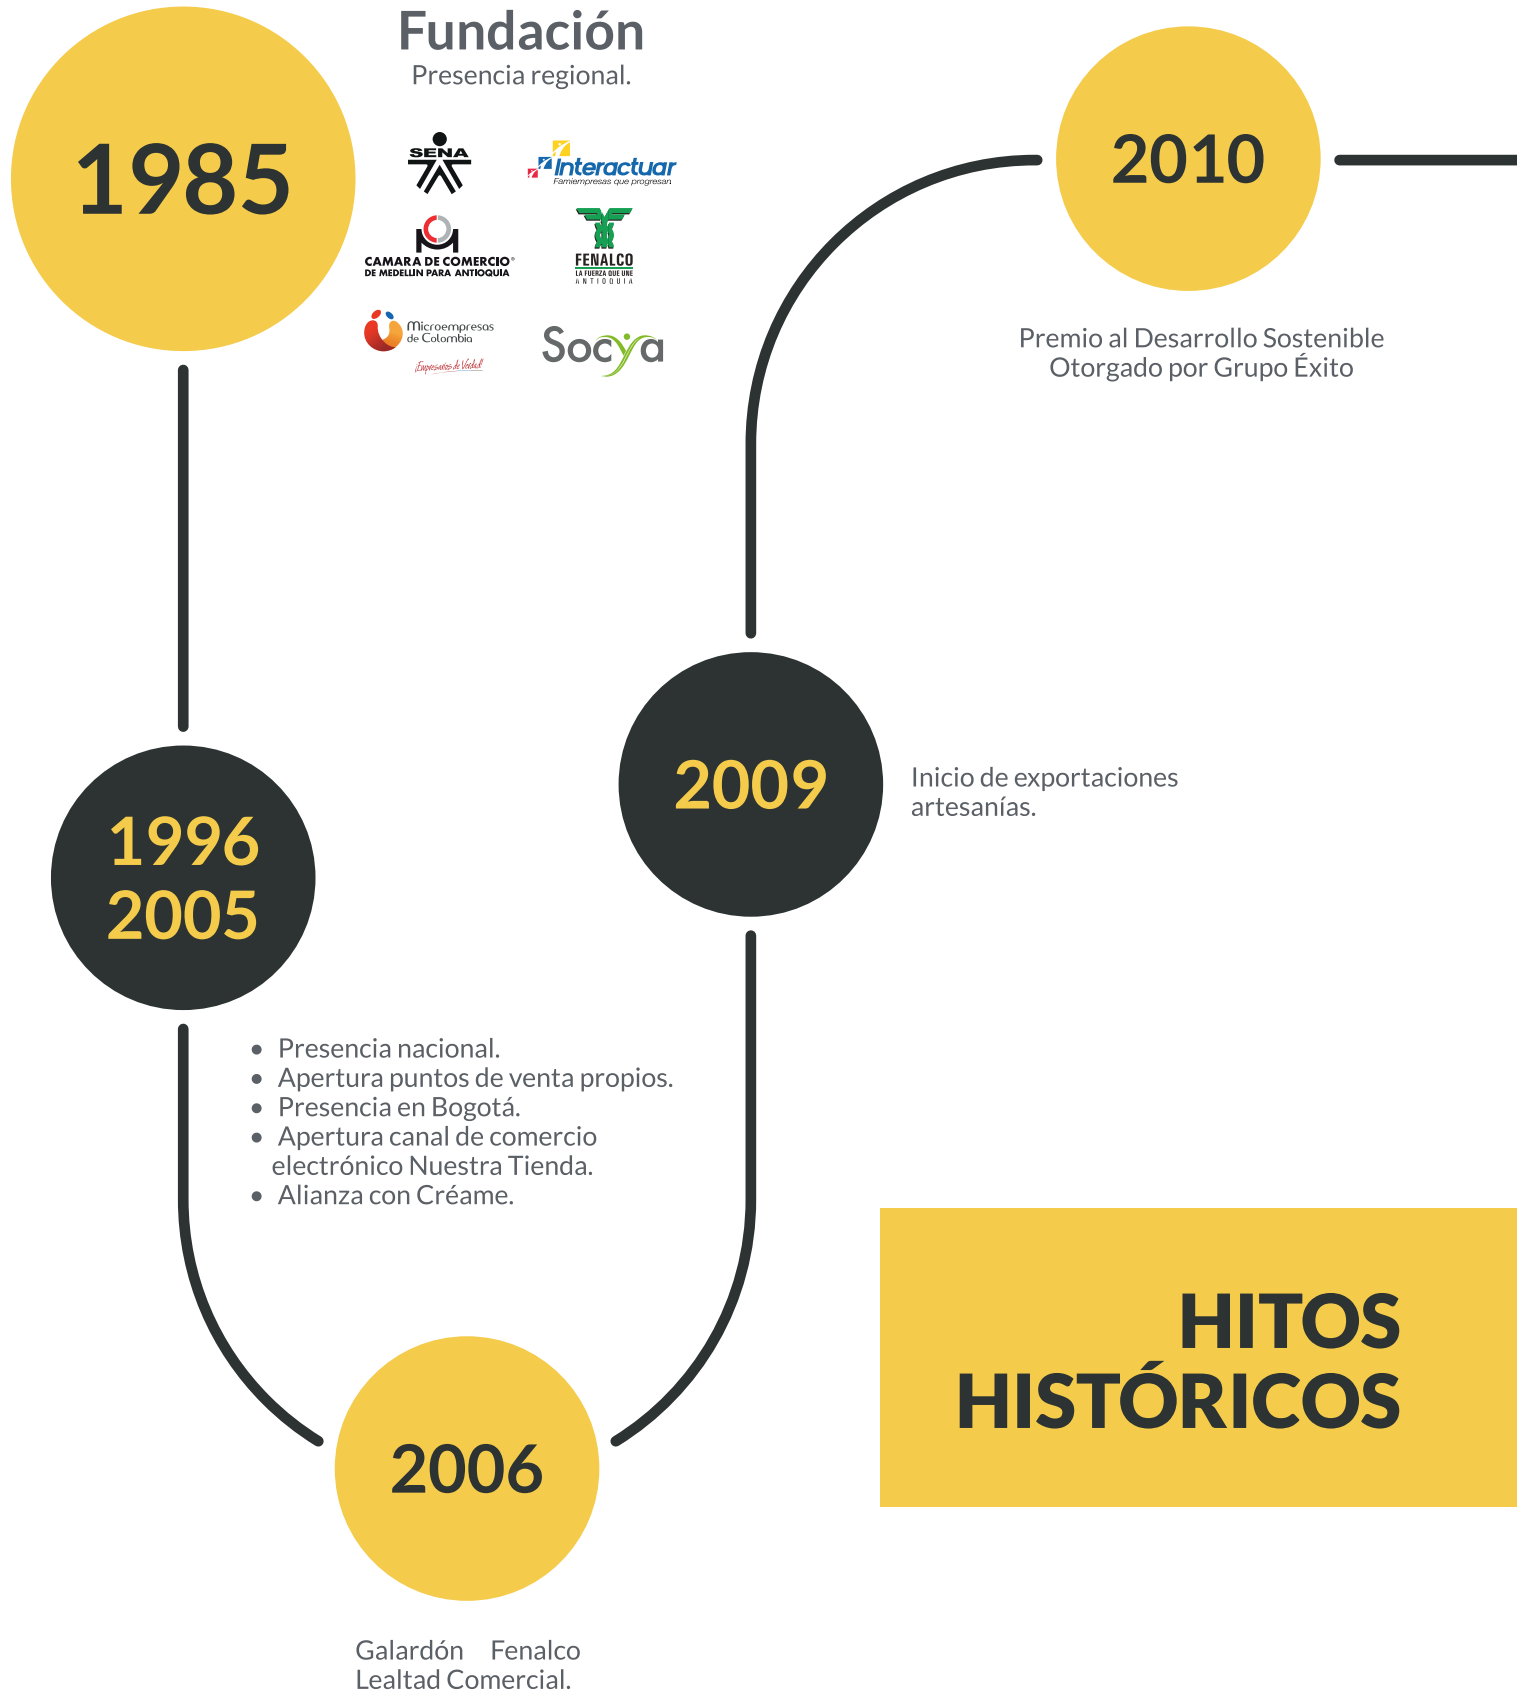 1985
Fundación
Presencia regional.
SENA
Interactuar
Famiempresas que progresan
CAMARA DE COMERCIO®
DE MEDELLIN PARA ANTIOQUIA
FENALCO
LA FUERZA QUE UNE
ANTIOQUIA
Microempresas
de Colombia
¡Empresarios de Verdad!
Socya
1996
2005
• Presencia nacional.
• Apertura puntos de venta propios.
• Presencia en Bogotá.
• Apertura canal de comercio
electrónico Nuestra Tienda.
• Alianza con Créame.
2006
Galardón Fenalco
Lealtad Comercial.
2009
Inicio de exportaciones
artesanías.
2010
Premio al Desarrollo Sostenible
Otorgado por Grupo Éxito
HITOS
HISTÓRICOS